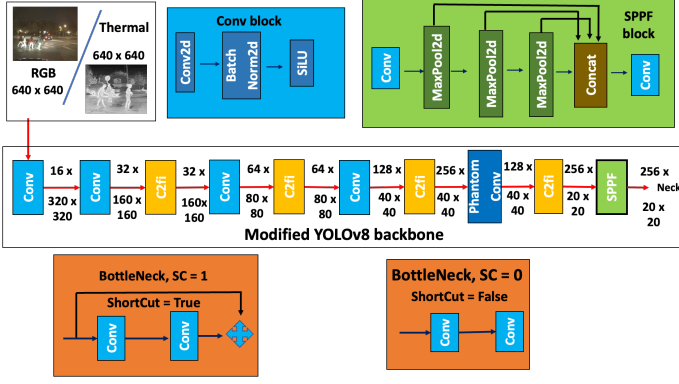 Thermal
640 x 640
RGB
640 x 640
Conv block
Conv2d
Batch
Norm2d
SiLU
SPPF
block
Conv
MaxPool2d
MaxPool2d
MaxPool2d
Concat
Conv
Conv
16 x
320 x
320
Conv
32 x
160 x
160
C2fi
32 x
160x
160
Conv
64 x
80 x
80
C2fi
64 x
80 x
80
Conv
128 x
40 x
40
C2fi
256 x
40 x
40
Phantom
Conv
128 x
40 x
40
C2fi
256 x
20 x
20
SPPF
256 x
Neck
20 x
20
Modified YOLOv8 backbone
BottleNeck, SC = 1
ShortCut = True
Conv
Conv
BottleNeck, SC = 0
ShortCut = False
Conv
Conv